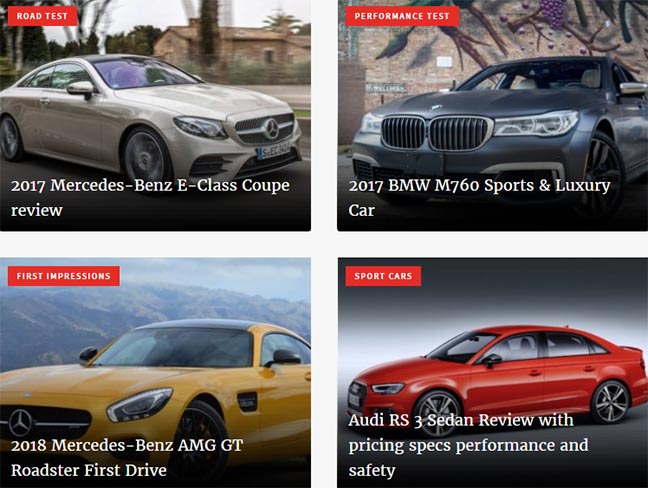 ROAD TEST
2017 Mercedes-Benz E-Class Coupe
review
PERFORMANCE TEST
2017 BMW M760 Sports & Luxury
Car
FIRST IMPRESSIONS
2018 Mercedes-Benz AMG GT
Roadster First Drive
SPORT CARS
Audi RS 3 Sedan Review with
pricing specs performance and
safety